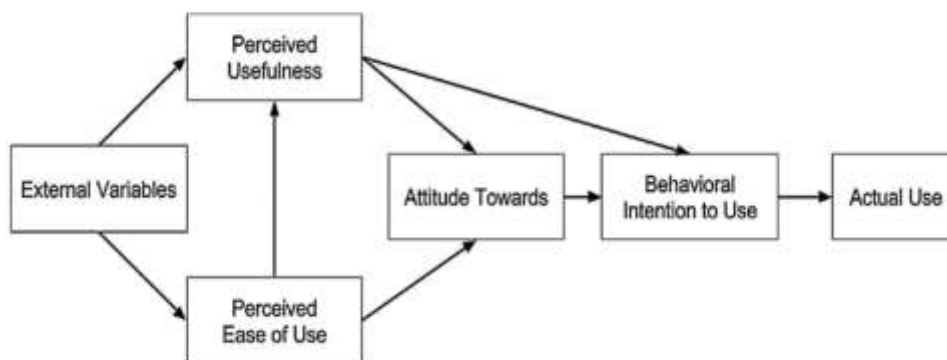 Perceived
Usefulness
External Variables
Attitude Towards
Behavioral
Intention to Use
Actual Use
Perceived
Ease of Use